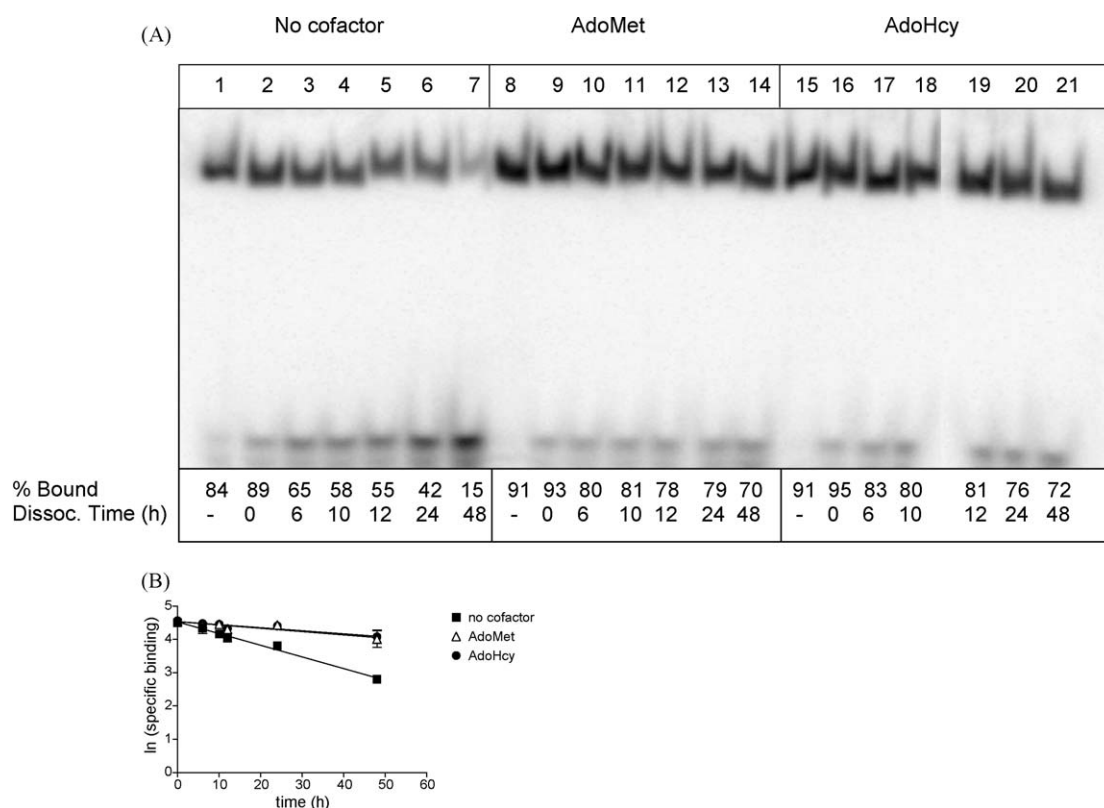 (A)
No cofactor AdoMet AdoHcy
1 2 3 4 5 6 7 8 9 10 11 12 13 14 15 16 17 18 19 20 21
% Bound 84 89 65 58 55 42 15 91 93 80 81 78 79 70 91 95 83 80 81 76 72
Dissoc. Time (h) - 0 6 10 12 24 48 - 0 6 10 12 24 48 - 0 6 10 12 24 48
(B)
ln (specific binding)
5
4
3
2
1
0
0 10 20 30 40 50 60
time (h)
no cofactor
AdoMet
AdoHcy